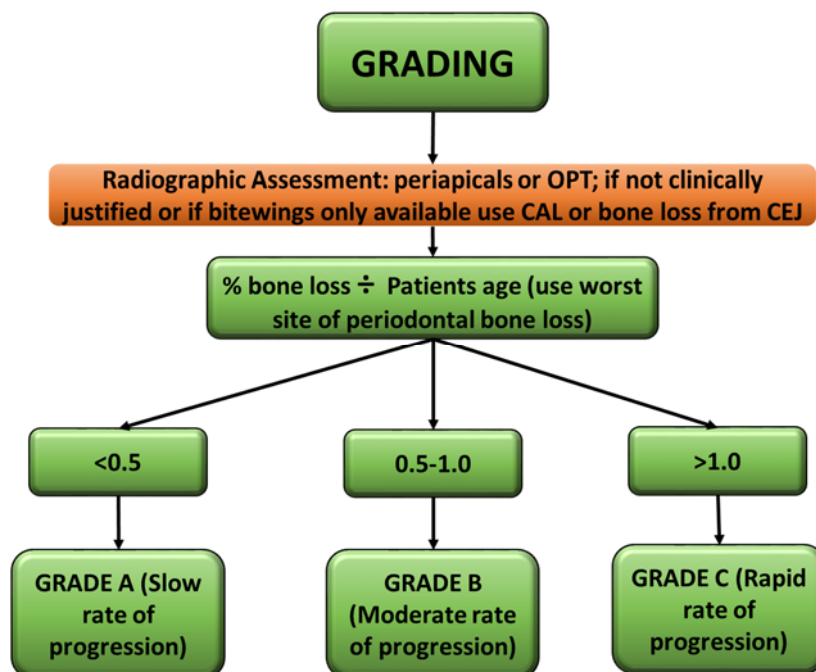 GRADING
Radiographic Assessment: periapicals or OPT; if not clinically
justified or if bitewings only available use CAL or bone loss from CEJ
% bone loss ÷ Patients age (use worst
site of periodontal bone loss)
<0.5
0.5-1.0
>1.0
GRADE A (Slow
rate of
progression)
GRADE B
(Moderate rate
of progression)
GRADE C (Rapid
rate of
progression)